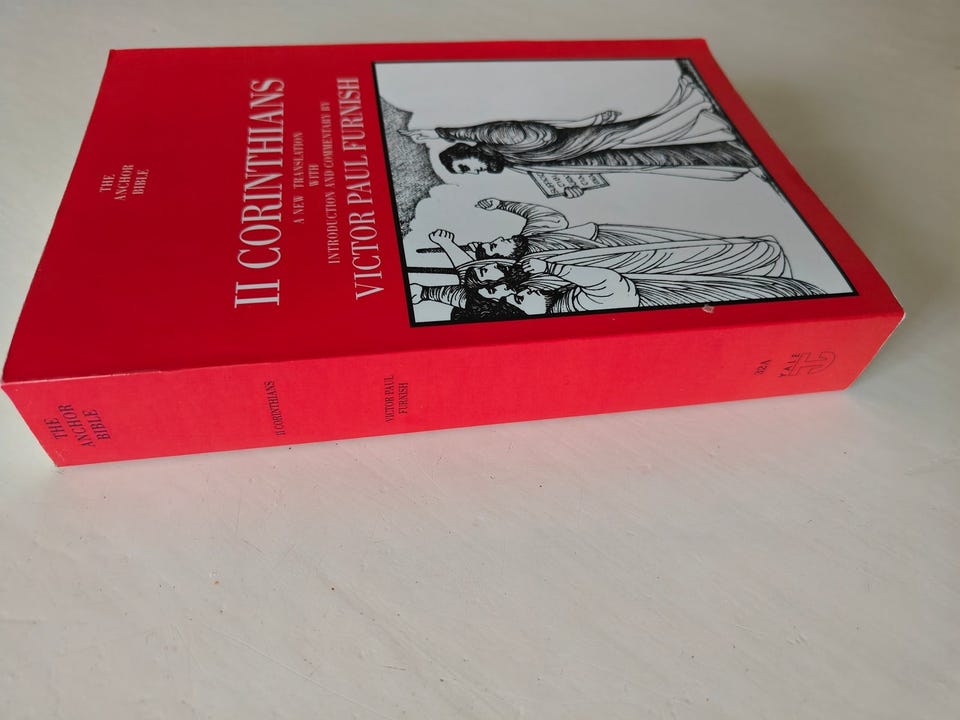 THE
ANCHOR
BIBLE
II CORINTHIANS
A NEW TRANSLATION
WITH
INTRODUCTION AND COMMENTARY BY
VICTOR PAUL FURNISH
THE
ANCHOR
BIBLE
II CORINTHIANS
VICTOR PAUL
FURNISH
32A
YALE